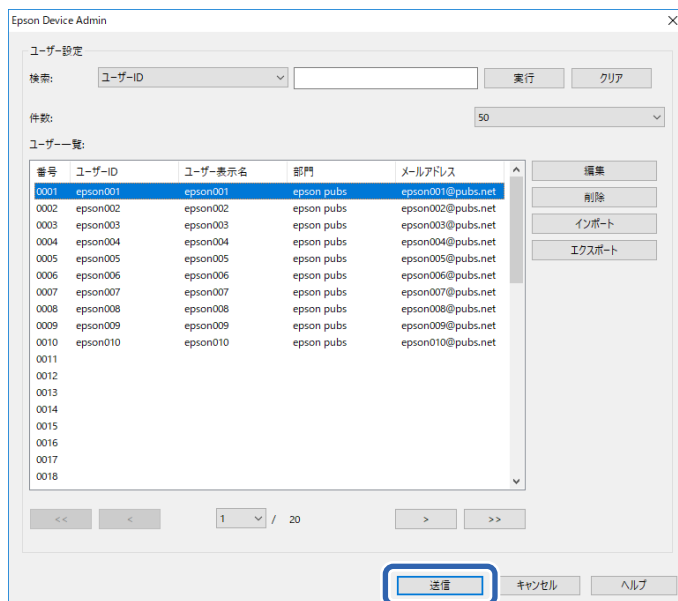 Epson Device Admin
ユーザー設定
検索: ユーザーID 実行 クリア
件数: 50
ユーザー一覧:
番号 ユーザーID ユーザー表示名 部門 メールアドレス 編集
0001 epson001 epson001 epson pubs epson001@pubs.net 削除
0002 epson002 epson002 epson pubs epson002@pubs.net
0003 epson003 epson003 epson pubs epson003@pubs.net インポート
0004 epson004 epson004 epson pubs epson004@pubs.net エクスポート
0005 epson005 epson005 epson pubs epson005@pubs.net
0006 epson006 epson006 epson pubs epson006@pubs.net
0007 epson007 epson007 epson pubs epson007@pubs.net
0008 epson008 epson008 epson pubs epson008@pubs.net
0009 epson009 epson009 epson pubs epson009@pubs.net
0010 epson010 epson010 epson pubs epson010@pubs.net
0011
0012
0013
0014
0015
0016
0017
0018
<< < 1 / 20 > >>
送信 キャンセル ヘルプ